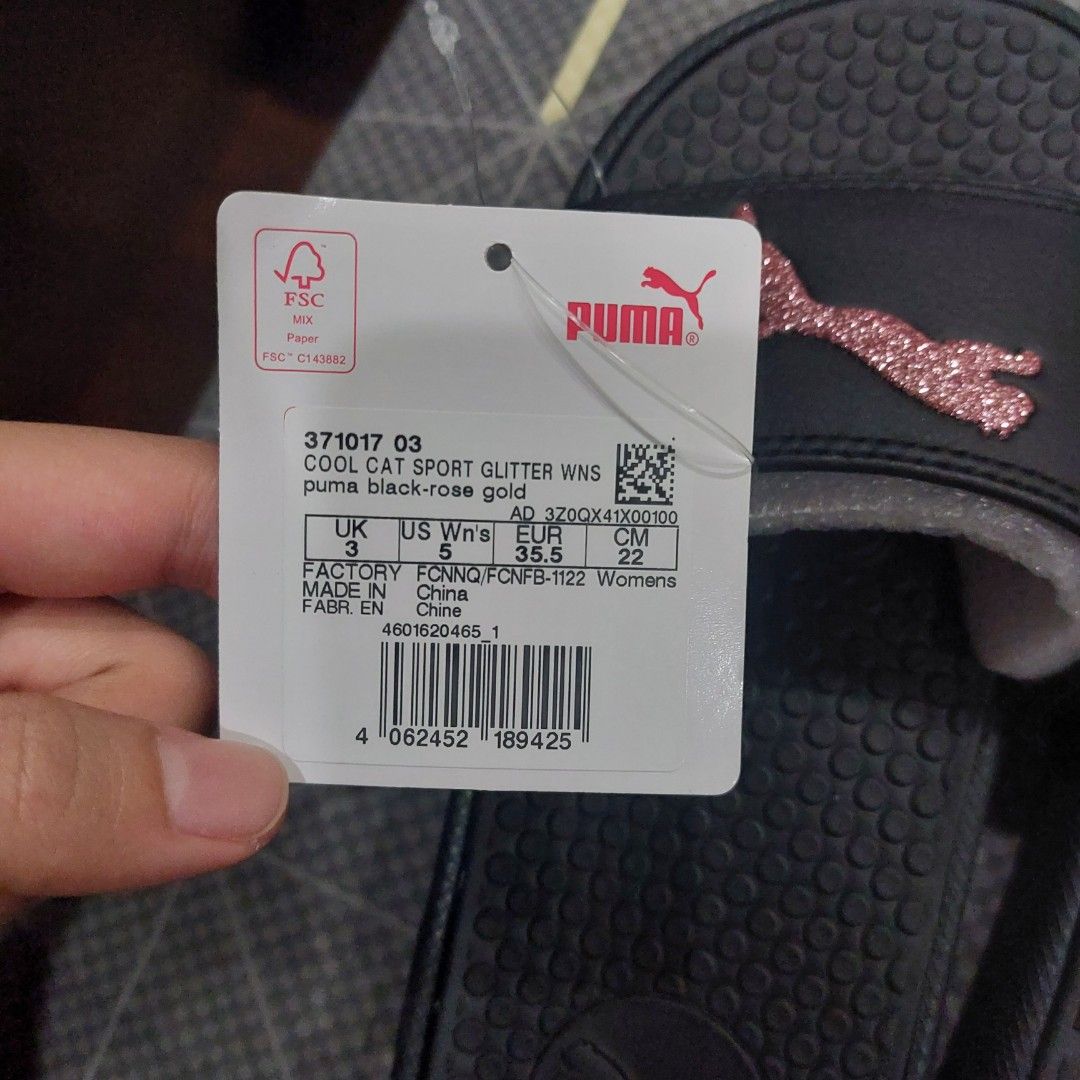 FSC
MIX
Paper
FSC™ C143882
PUMA®
371017 03
COOL CAT SPORT GLITTER WNS
puma black-rose gold
AD 3Z0QX41X00100
UK US Wn's EUR CM
3 5 35.5 22
FACTORY FCNNQ/FCNFB-1122 Womens
MADE IN China
FABR. EN Chine
4601620465_1
4 062452 189425